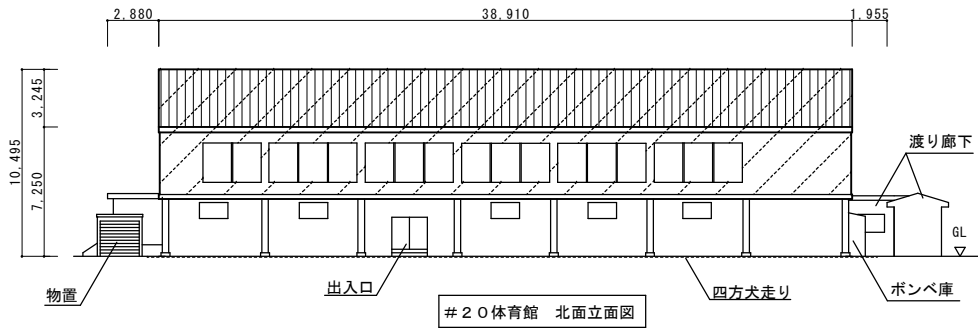 2,880 38,910 1,955
3,245
10,495
7,250
渡り廊下
GL
物置
出入口
四方犬走り
ボンベ庫
#20体育館 北面立面図